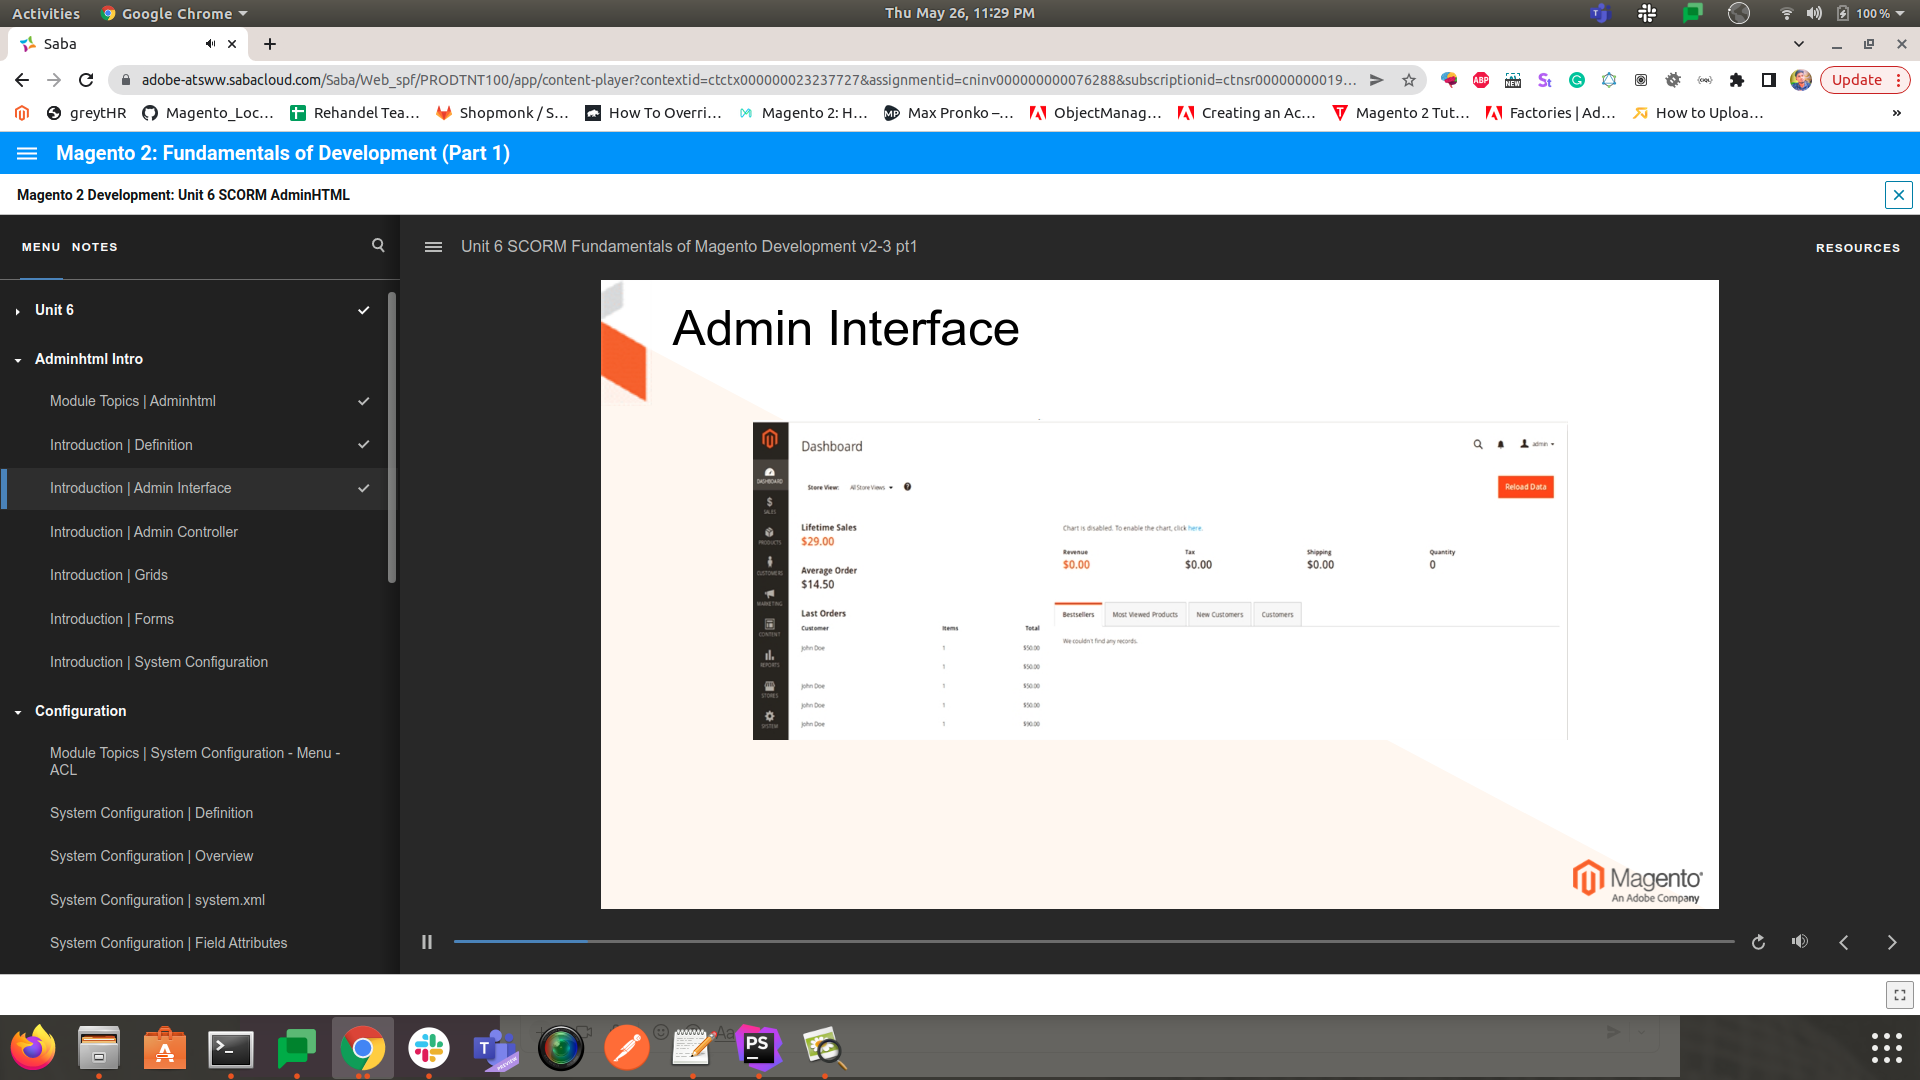 Activities Google Chrome Thu May 26, 11:29 PM 100 %
Saba
adobe-atsww.sabacloud.com/Saba/Web_spf/PRODTNT100/app/content-player?contextid=ctctx000000023237727&assignmentid=cninv000000000076288&subscriptionid=ctnsr00000000019... Update
greytHR Magento_Loc... Rehandel Tea... Shopmonk / S... How To Overri... Magento 2: H... Max Pronko –... ObjectManag... Creating an Ac... Magento 2 Tut... Factories | Ad... How to Uploa... »
Magento 2: Fundamentals of Development (Part 1)
Magento 2 Development: Unit 6 SCORM AdminHTML
MENU NOTES
Unit 6 SCORM Fundamentals of Magento Development v2-3 pt1
RESOURCES
Unit 6
Adminhtml Intro
Module Topics | Adminhtml
Introduction | Definition
Introduction | Admin Interface
Introduction | Admin Controller
Introduction | Grids
Introduction | Forms
Introduction | System Configuration
Configuration
Module Topics | System Configuration - Menu -
ACL
System Configuration | Definition
System Configuration | Overview
System Configuration | system.xml
System Configuration | Field Attributes
Admin Interface
Dashboard
admin
DASHBOARD
SALES
PRODUCTS
CUSTOMERS
MARKETING
CONTENT
REPORTS
STORES
SYSTEM
Store View: All Store Views
Reload Data
Lifetime Sales
$29.00
Average Order
$14.50
Chart is disabled. To enable the chart, click here.
Revenue Tax Shipping Quantity
$0.00 $0.00 $0.00 0
Last Orders
Customer Items Total
John Doe 1 $50.00
1 $50.00
John Doe 1 $50.00
John Doe 1 $50.00
John Doe 1 $90.00
Bestsellers Most Viewed Products New Customers Customers
We couldn't find any records.
Magento
An Adobe Company